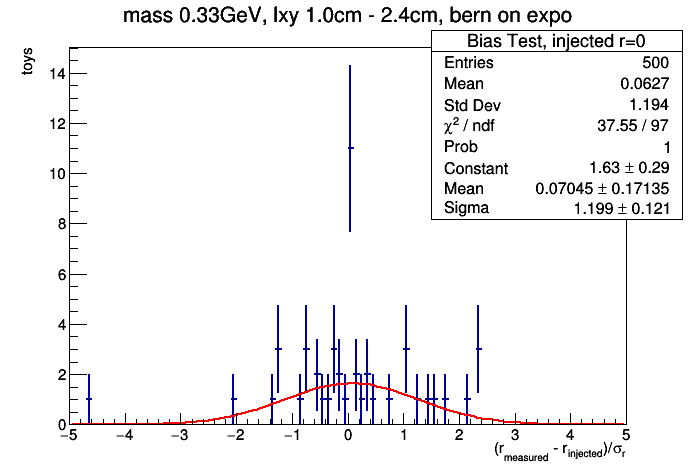 mass 0.33GeV, lxy 1.0cm - 2.4cm, bern on expo
Bias Test, injected r=0
Entries 500
Mean 0.0627
Std Dev 1.194
χ² / ndf 37.55 / 97
Prob 1
Constant 1.63 ± 0.29
Mean 0.07045 ± 0.17135
Sigma 1.199 ± 0.121
toys
14
12
10
8
6
4
2
0
−5 −4 −3 −2 −1 0 1 2 3 4 5
(r_measured - r_injected)/σ_r